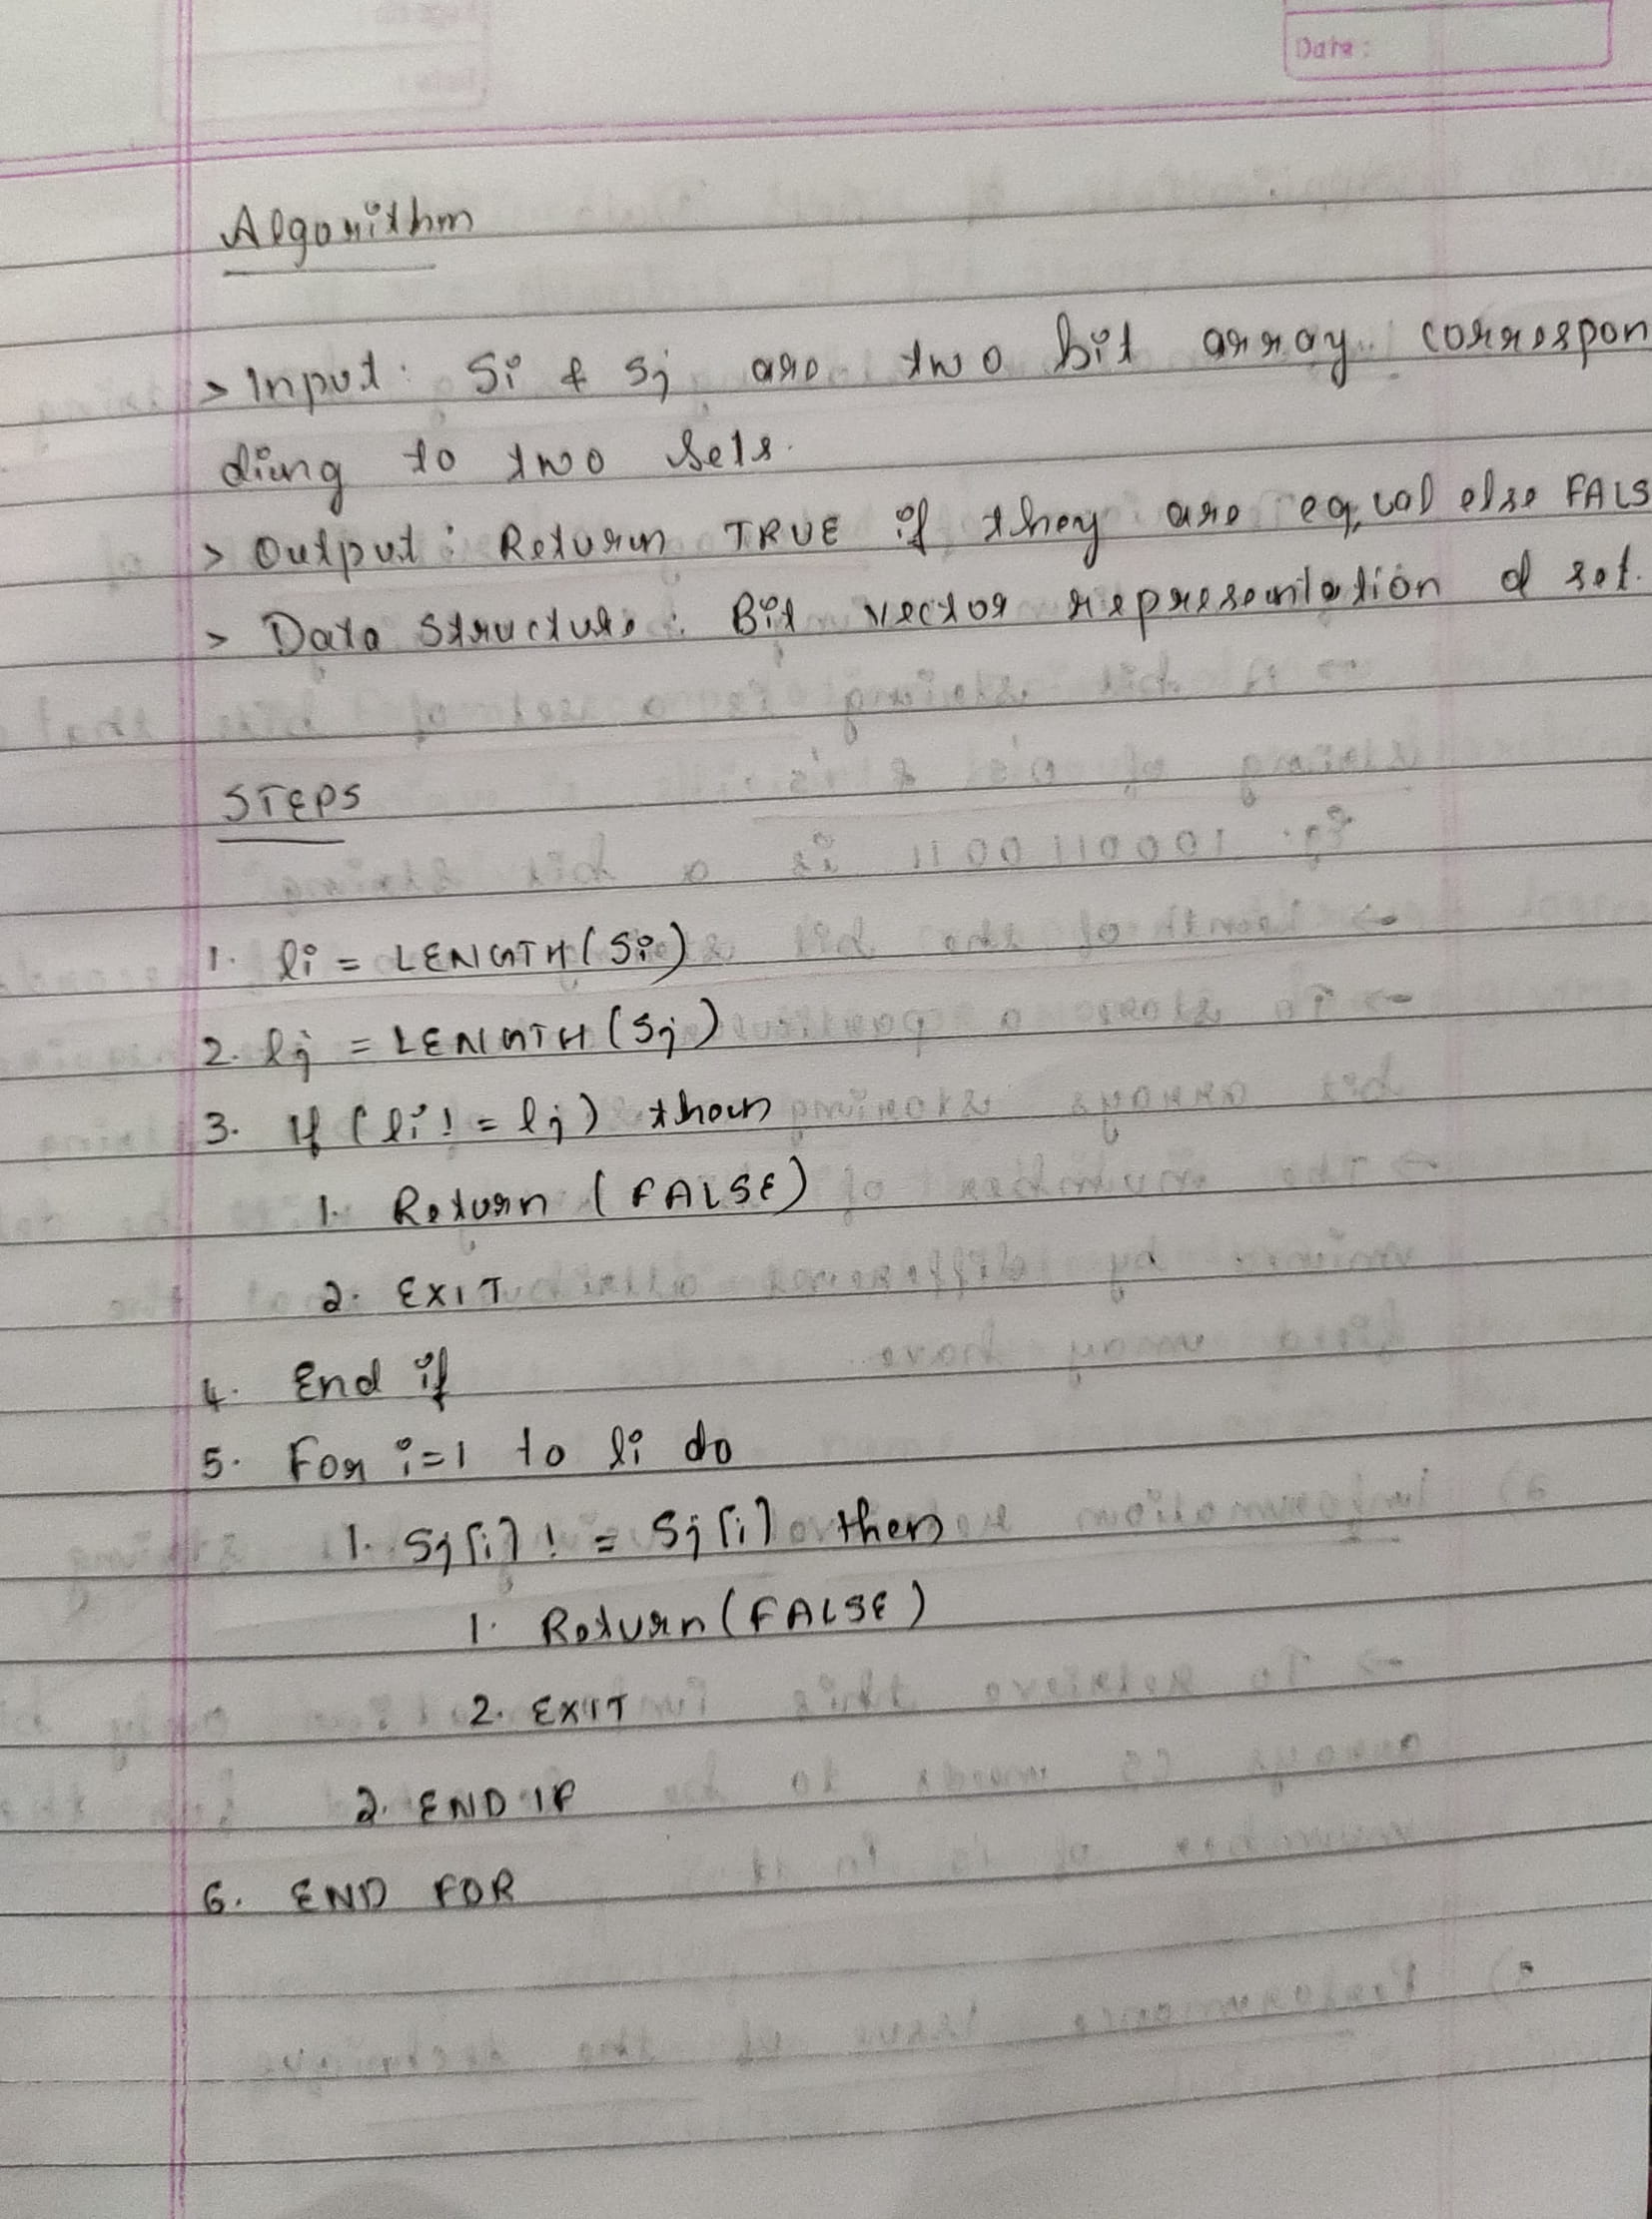 Date:
Algorithm
> Input: Si & Sj are two bit array correspon
ding to two sets.
> Output: Return TRUE if they are equal else FALS
> Data Structure: Bit vector representation of set.
STEPS
1. li = LENGTH(Si)
2. lj = LENGTH(Sj)
3. If (li != lj) then
1. Return (FALSE)
2. EXIT
4. End if
5. For i=1 to li do
1. Sj[i] != Sj[i] then
1. Return (FALSE)
2. EXIT
2. END IF
6. END FOR